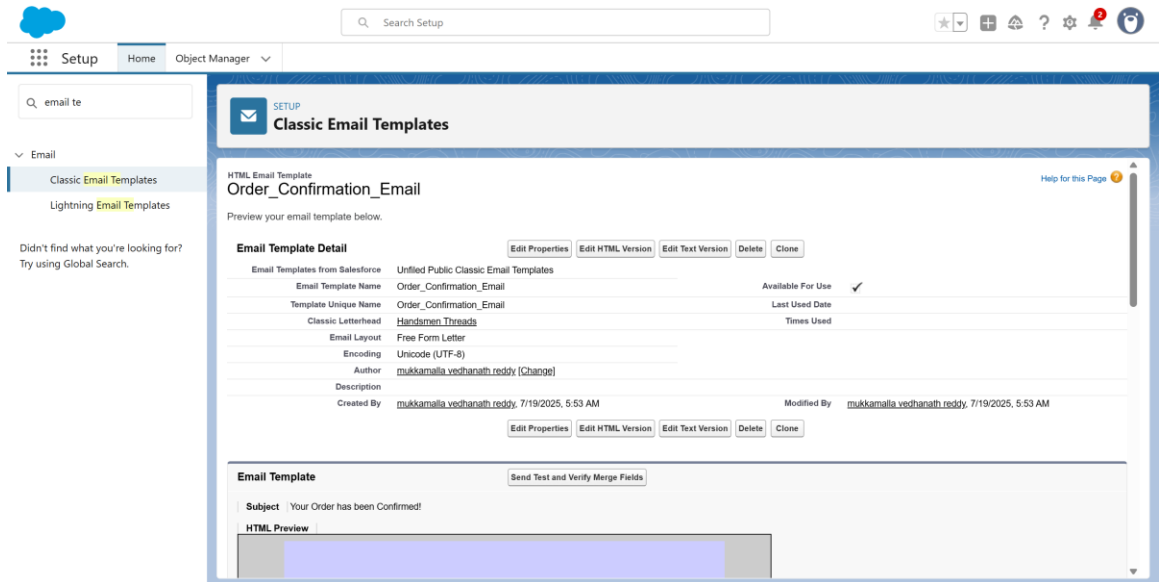 Search Setup
2
Setup
Home
Object Manager
email te
Email
Classic Email Templates
Lightning Email Templates
Didn't find what you're looking for?
Try using Global Search.
SETUP
Classic Email Templates
HTML Email Template
Order_Confirmation_Email
Help for this Page ?
Preview your email template below.
Email Template Detail Edit Properties Edit HTML Version Edit Text Version Delete Clone
Email Templates from Salesforce Unfiled Public Classic Email Templates
Email Template Name Order_Confirmation_Email Available For Use
Template Unique Name Order_Confirmation_Email Last Used Date
Classic Letterhead Handsmen Threads Times Used
Email Layout Free Form Letter
Encoding Unicode (UTF-8)
Author mukkamalla vedhanath reddy [Change]
Description
Created By mukkamalla vedhanath reddy, 7/19/2025, 5:53 AM Modified By mukkamalla vedhanath reddy, 7/19/2025, 5:53 AM
Edit Properties Edit HTML Version Edit Text Version Delete Clone
Email Template Send Test and Verify Merge Fields
Subject Your Order has been Confirmed!
HTML Preview